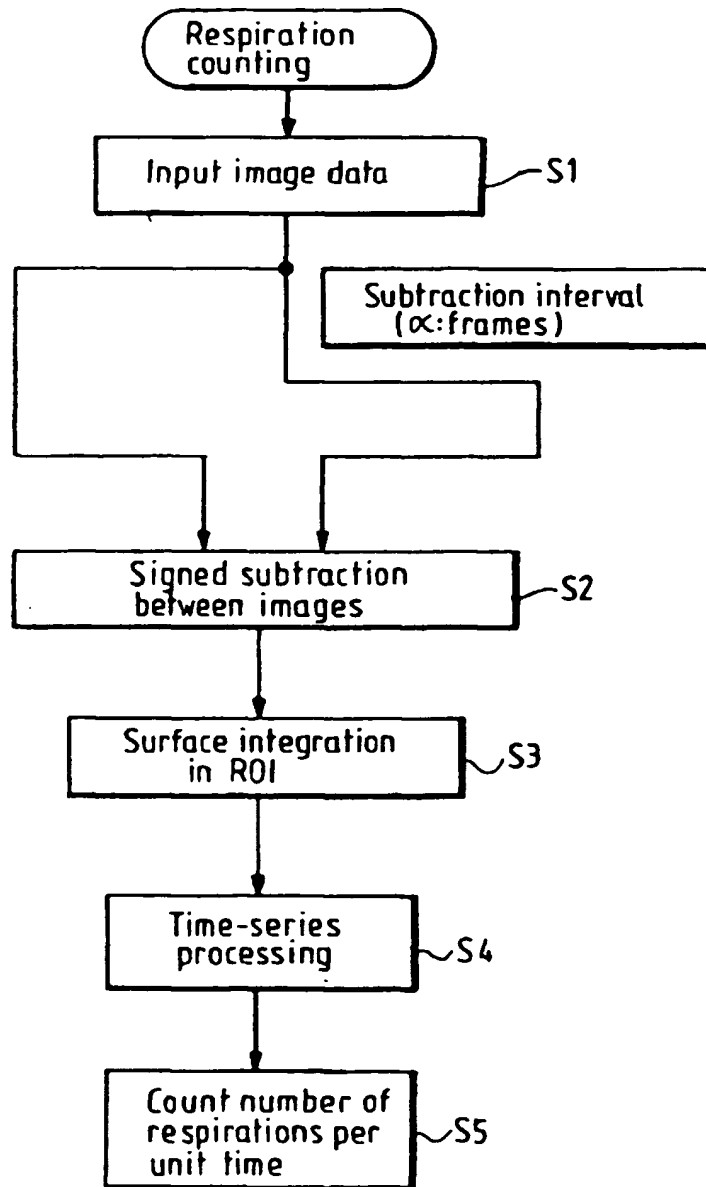 Respiration
counting
Input image data
S1
Subtraction interval
(∝:frames)
Signed subtraction
between images
S2
Surface integration
in ROI
S3
Time-series
processing
S4
Count number of
respirations per
unit time
S5